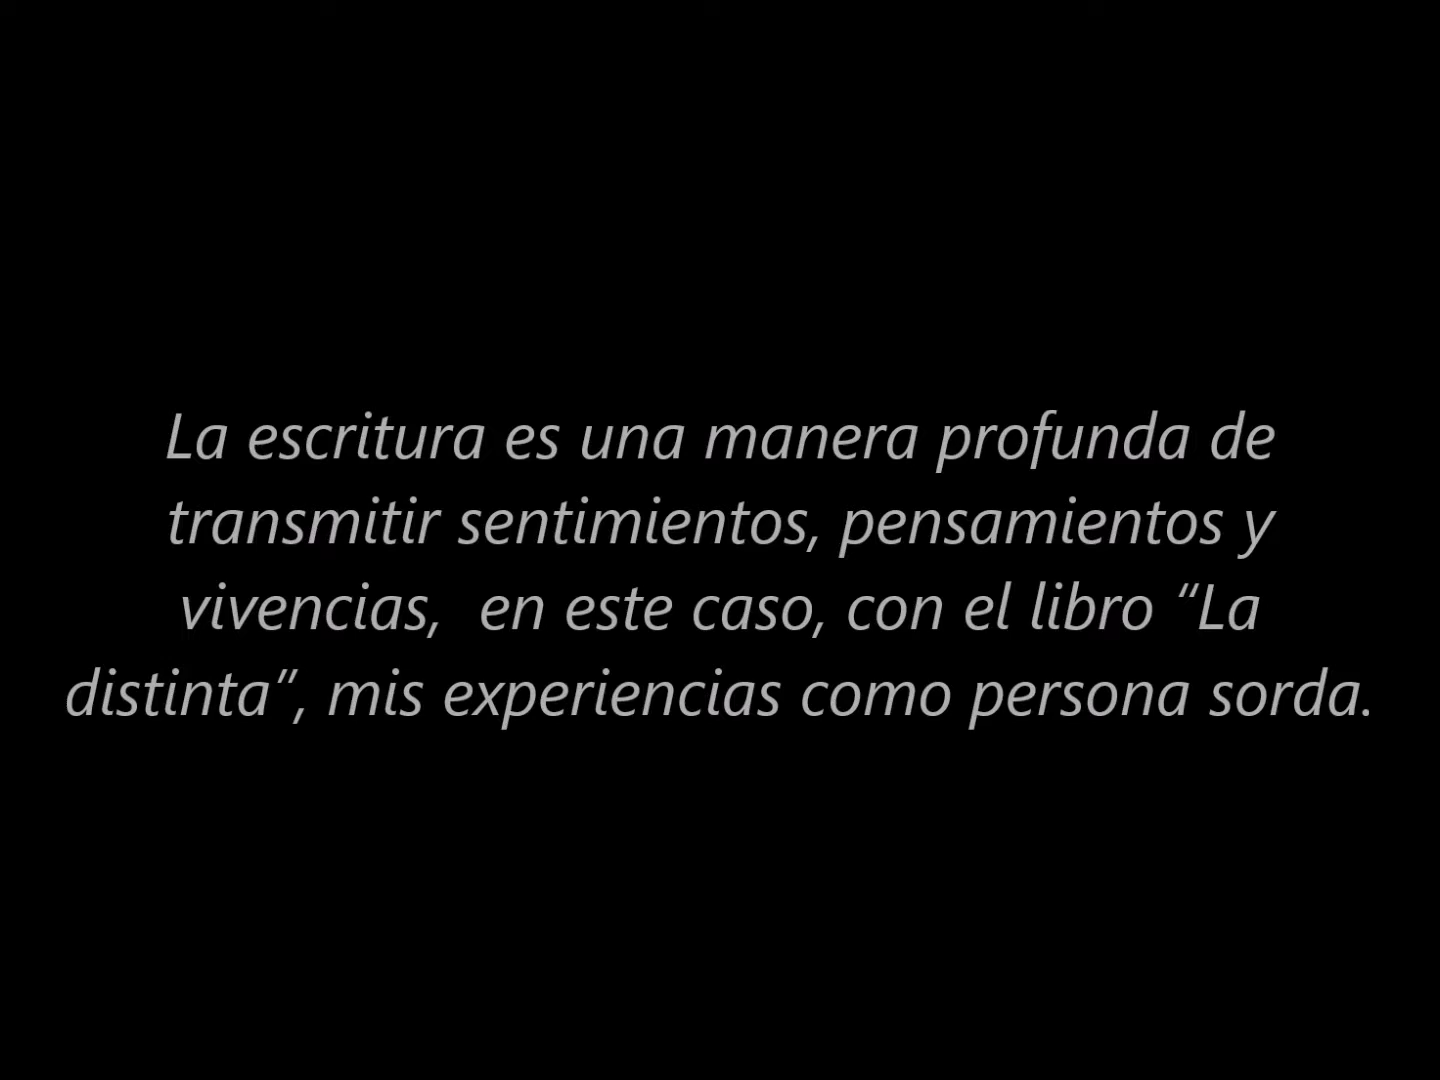 La escritura es una manera profunda de
transmitir sentimientos, pensamientos y
vivencias,  en este caso, con el libro “La
distinta”, mis experiencias como persona sorda.